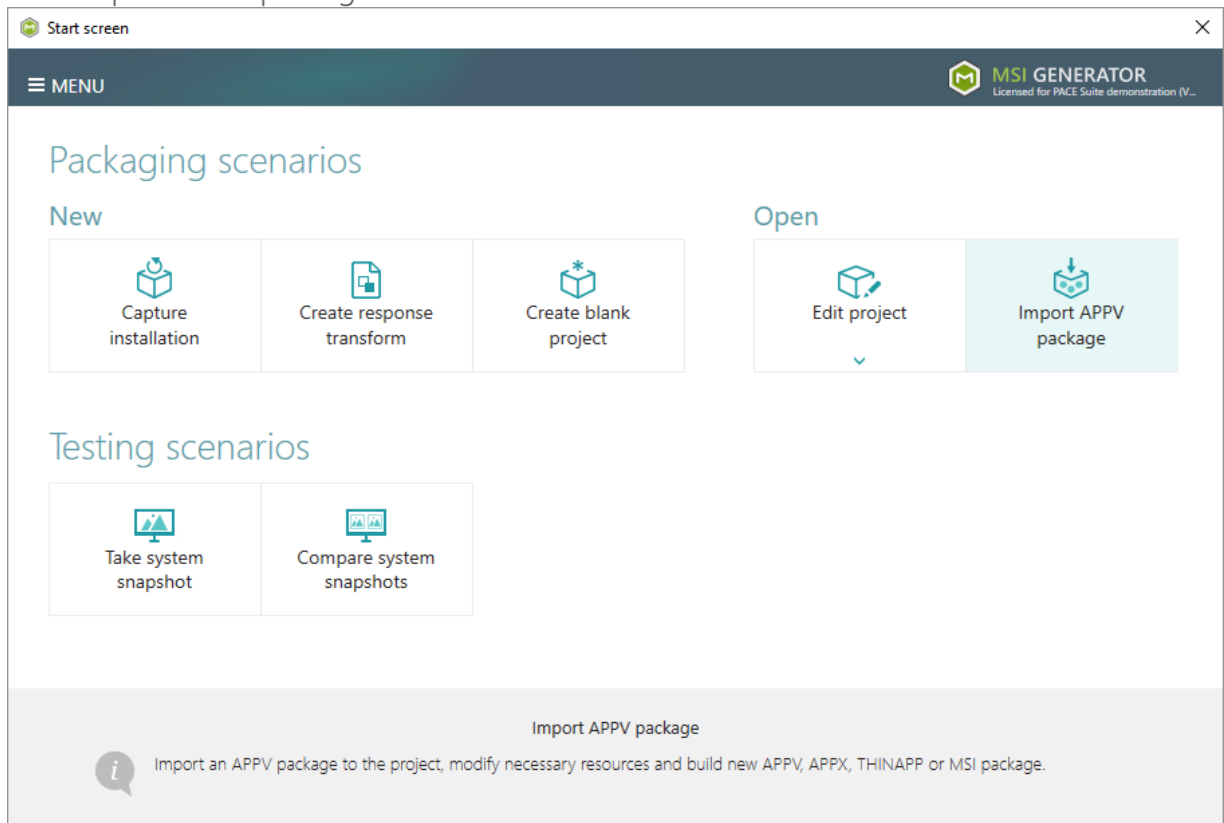 Start screen
MENU
MSI GENERATOR
Licensed for PACE Suite demonstration (V...
Packaging scenarios
New
Open
Capture
installation
Create response
transform
Create blank
project
Edit project
Import APPV
package
Testing scenarios
Take system
snapshot
Compare system
snapshots
Import APPV package
Import an APPV package to the project, modify necessary resources and build new APPV, APPX, THINAPP or MSI package.